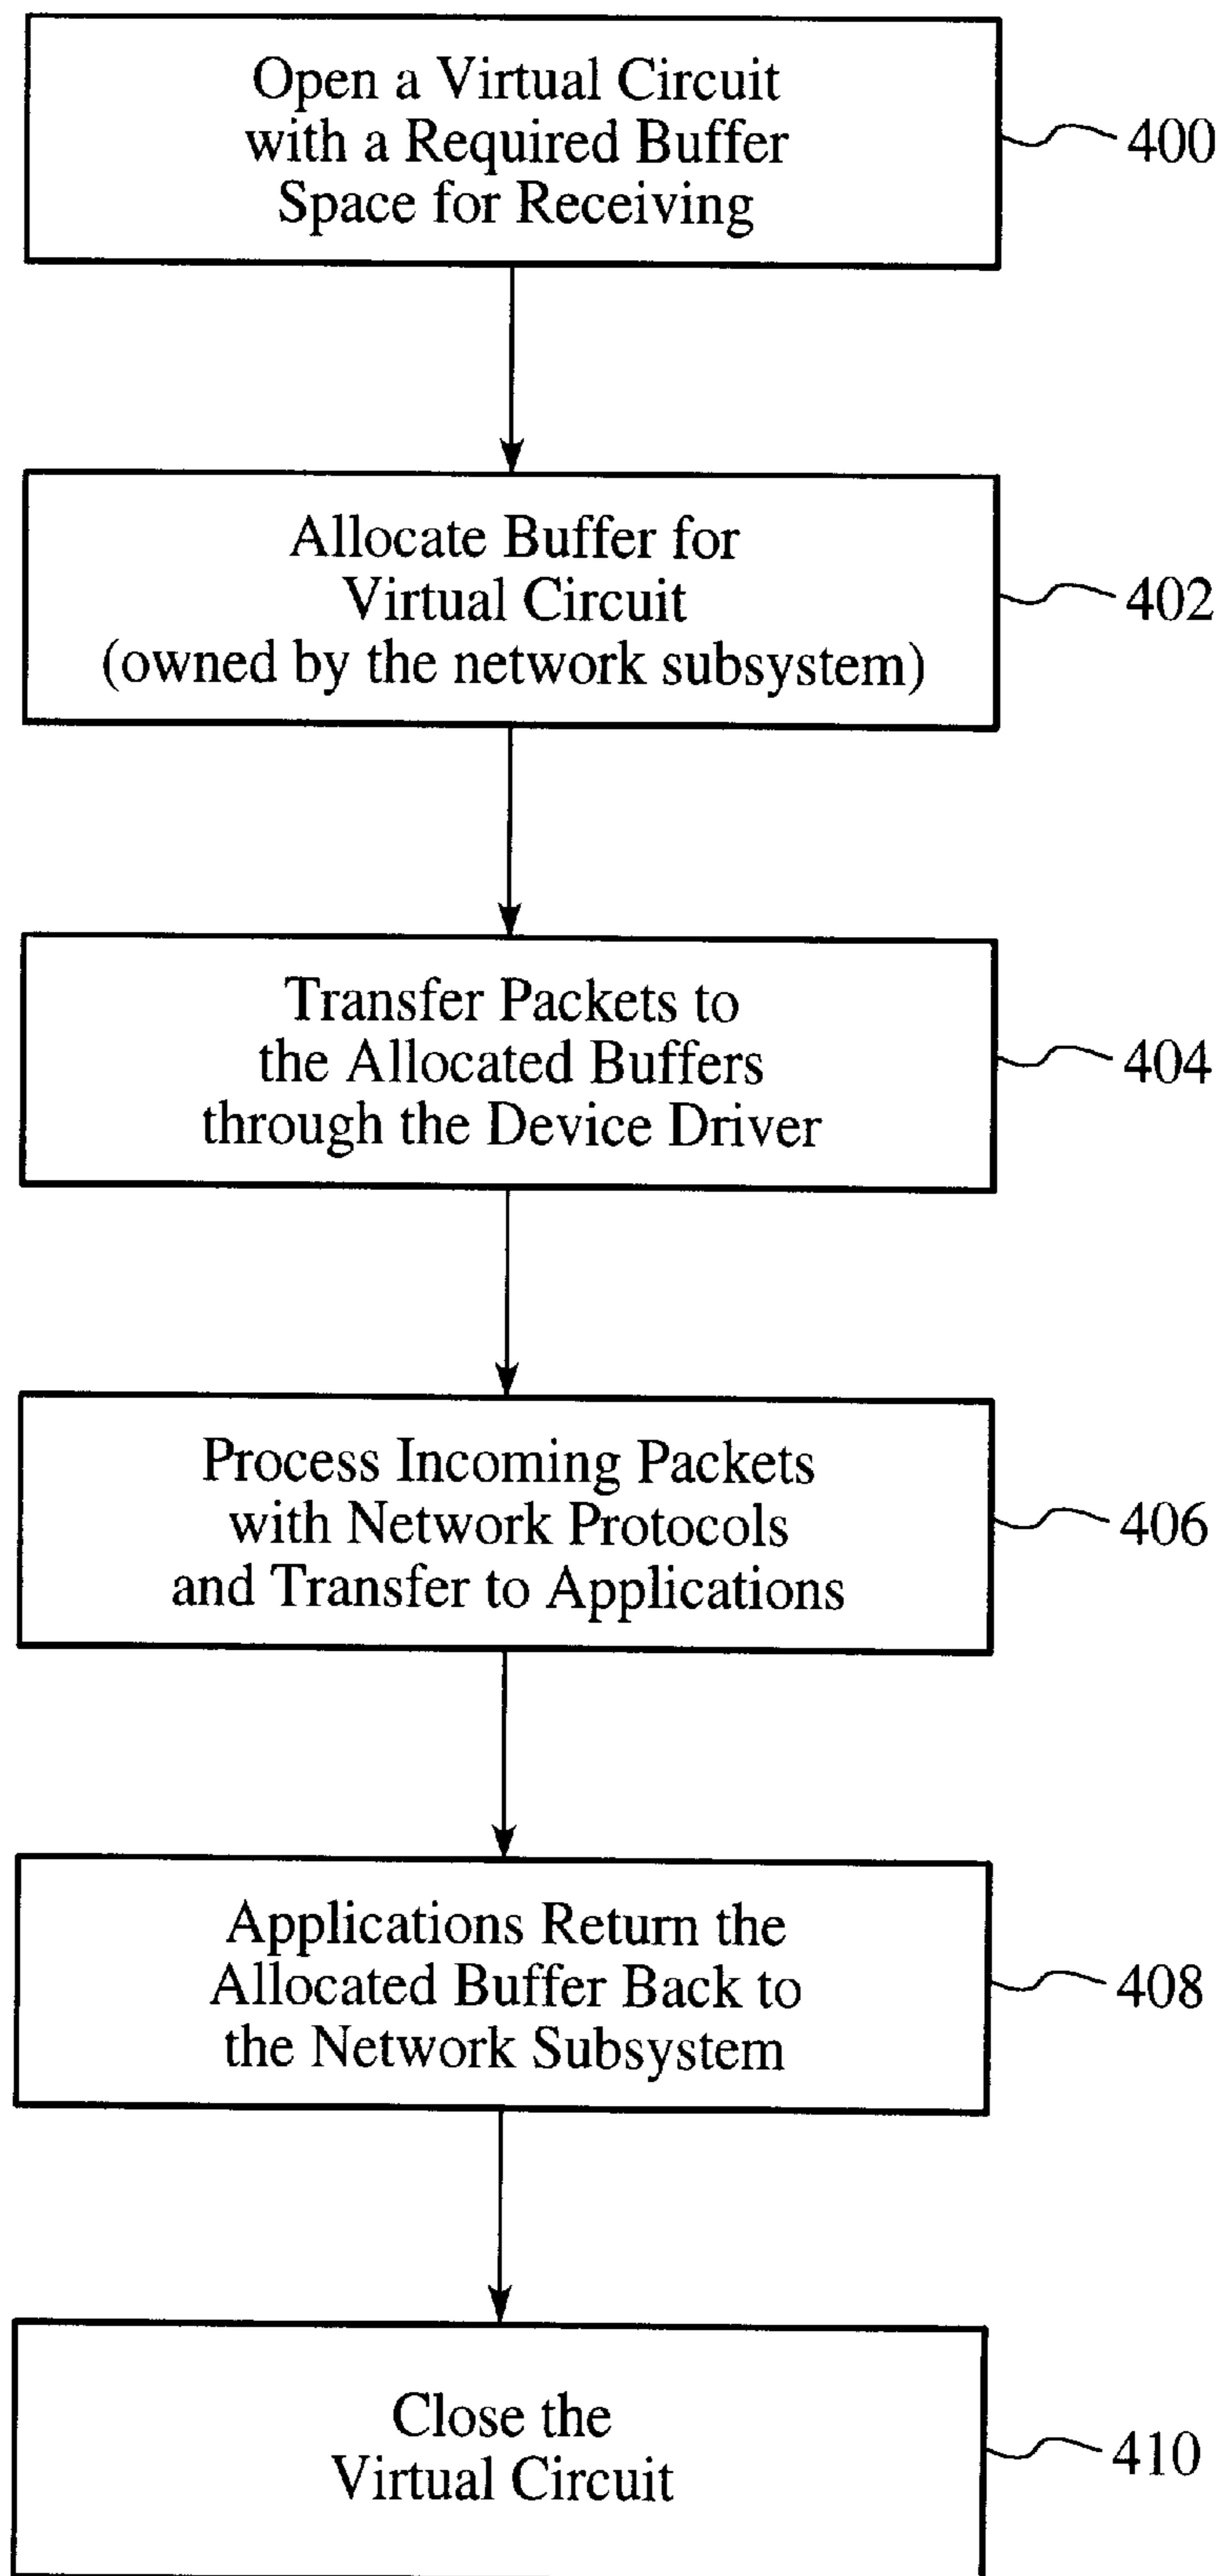 Open a Virtual Circuit
with a Required Buffer
Space for Receiving
400
Allocate Buffer for
Virtual Circuit
(owned by the network subsystem)
402
Transfer Packets to
the Allocated Buffers
through the Device Driver
404
Process Incoming Packets
with Network Protocols
and Transfer to Applications
406
Applications Return the
Allocated Buffer Back to
the Network Subsystem
408
Close the
Virtual Circuit
410